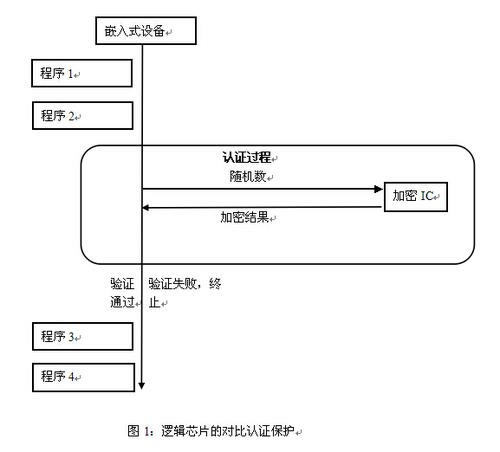 嵌入式设备
程序 1
程序 2
认证过程
随机数
加密 IC
加密结果
验证
通过
验证失败，终
止
程序 3
程序 4
图 1：逻辑芯片的对比认证保护